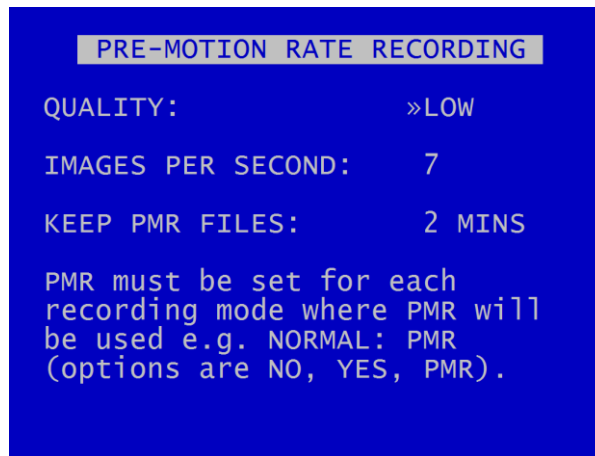 PRE-MOTION RATE RECORDING
QUALITY: »LOW
IMAGES PER SECOND: 7
KEEP PMR FILES: 2 MINS
PMR must be set for each
recording mode where PMR will
be used e.g. NORMAL: PMR
(options are NO, YES, PMR).